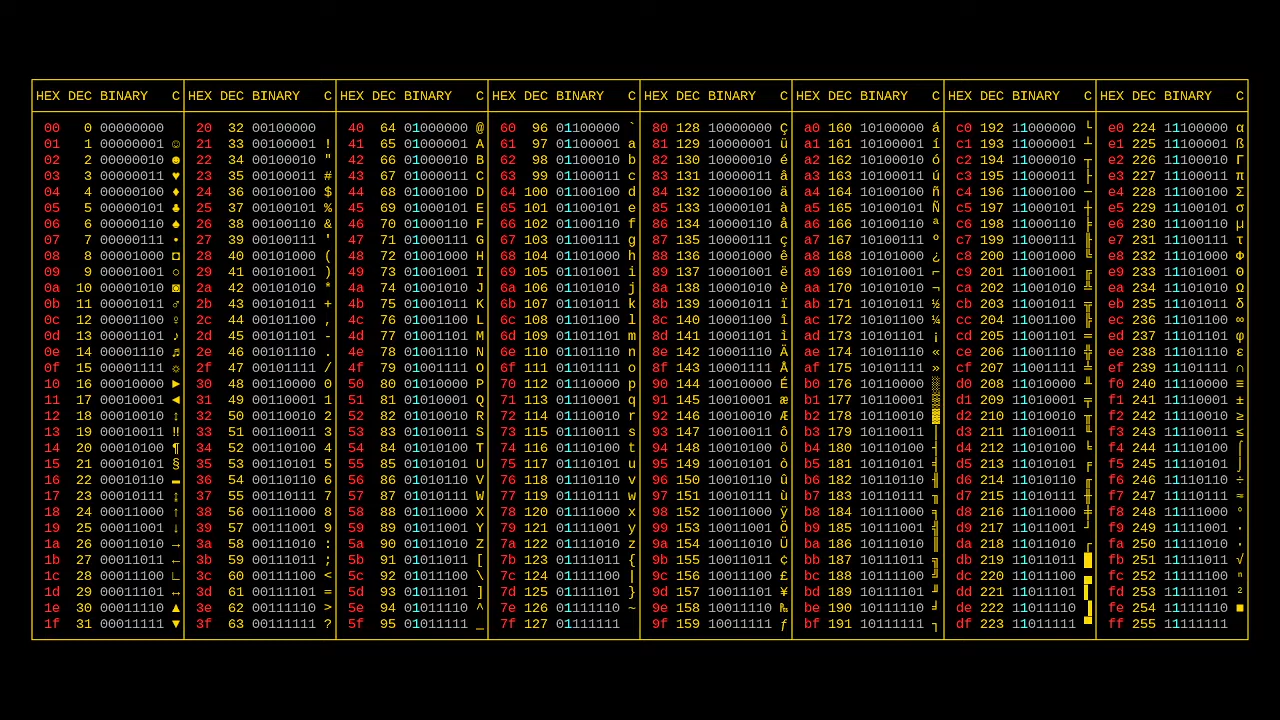 HEX DEC BINARY C HEX DEC BINARY C HEX DEC BINARY C HEX DEC BINARY C HEX DEC BINARY C HEX DEC BINARY C HEX DEC BINARY C HEX DEC BINARY C
00 0 00000000 20 32 00100000 40 64 01000000 @ 60 96 01100000 ` 80 128 10000000 Ç a0 160 10100000 á c0 192 11000000 └ e0 224 11100000 α
01 1 00000001 ☺ 21 33 00100001 ! 41 65 01000001 A 61 97 01100001 a 81 129 10000001 ü a1 161 10100001 í c1 193 11000001 ┴ e1 225 11100001 ß
02 2 00000010 ☻ 22 34 00100010 " 42 66 01000010 B 62 98 01100010 b 82 130 10000010 é a2 162 10100010 ó c2 194 11000010 ┬ e2 226 11100010 Γ
03 3 00000011 ♥ 23 35 00100011 # 43 67 01000011 C 63 99 01100011 c 83 131 10000011 â a3 163 10100011 ú c3 195 11000011 ├ e3 227 11100011 π
04 4 00000100 ♦ 24 36 00100100 $ 44 68 01000100 D 64 100 01100100 d 84 132 10000100 ä a4 164 10100100 ñ c4 196 11000100 ─ e4 228 11100100 Σ
05 5 00000101 ♣ 25 37 00100101 % 45 69 01000101 E 65 101 01100101 e 85 133 10000101 à a5 165 10100101 Ñ c5 197 11000101 ┼ e5 229 11100101 σ
06 6 00000110 ♠ 26 38 00100110 & 46 70 01000110 F 66 102 01100110 f 86 134 10000110 å a6 166 10100110 ª c6 198 11000110 ╞ e6 230 11100110 µ
07 7 00000111 • 27 39 00100111 ' 47 71 01000111 G 67 103 01100111 g 87 135 10000111 ç a7 167 10100111 º c7 199 11000111 ╟ e7 231 11100111 τ
08 8 00001000 ◘ 28 40 00101000 ( 48 72 01001000 H 68 104 01101000 h 88 136 10001000 ê a8 168 10101000 ¿ c8 200 11001000 ╚ e8 232 11101000 Φ
09 9 00001001 ○ 29 41 00101001 ) 49 73 01001001 I 69 105 01101001 i 89 137 10001001 ë a9 169 10101001 ⌐ c9 201 11001001 ╔ e9 233 11101001 Θ
0a 10 00001010 ◙ 2a 42 00101010 * 4a 74 01001010 J 6a 106 01101010 j 8a 138 10001010 è aa 170 10101010 ¬ ca 202 11001010 ╩ ea 234 11101010 Ω
0b 11 00001011 ♂ 2b 43 00101011 + 4b 75 01001011 K 6b 107 01101011 k 8b 139 10001011 ï ab 171 10101011 ½ cb 203 11001011 ╦ eb 235 11101011 δ
0c 12 00001100 ♀ 2c 44 00101100 , 4c 76 01001100 L 6c 108 01101100 l 8c 140 10001100 î ac 172 10101100 ¼ cc 204 11001100 ╠ ec 236 11101100 ∞
0d 13 00001101 ♪ 2d 45 00101101 - 4d 77 01001101 M 6d 109 01101101 m 8d 141 10001101 ì ad 173 10101101 ¡ cd 205 11001101 ═ ed 237 11101101 φ
0e 14 00001110 ♬ 2e 46 00101110 . 4e 78 01001110 N 6e 110 01101110 n 8e 142 10001110 Ä ae 174 10101110 « ce 206 11001110 ╬ ee 238 11101110 ε
0f 15 00001111 ☼ 2f 47 00101111 / 4f 79 01001111 O 6f 111 01101111 o 8f 143 10001111 Å af 175 10101111 » cf 207 11001111 ╧ ef 239 11101111 ∩
10 16 00010000 ► 30 48 00110000 0 50 80 01010000 P 70 112 01110000 p 90 144 10010000 É b0 176 10110000 ░ d0 208 11010000 ╨ f0 240 11110000 ≡
11 17 00010001 ◄ 31 49 00110001 1 51 81 01010001 Q 71 113 01110001 q 91 145 10010001 æ b1 177 10110001 ▒ d1 209 11010001 ╤ f1 241 11110001 ±
12 18 00010010 ↕ 32 50 00110010 2 52 82 01010010 R 72 114 01110010 r 92 146 10010010 Æ b2 178 10110010 ▓ d2 210 11010010 ╥ f2 242 11110010 ≥
13 19 00010011 ‼ 33 51 00110011 3 53 83 01010011 S 73 115 01110011 s 93 147 10010011 ô b3 179 10110011 │ d3 211 11010011 ╙ f3 243 11110011 ≤
14 20 00010100 ¶ 34 52 00110100 4 54 84 01010100 T 74 116 01110100 t 94 148 10010100 ö b4 180 10110100 ┤ d4 212 11010100 ╘ f4 244 11110100 ⌠
15 21 00010101 § 35 53 00110101 5 55 85 01010101 U 75 117 01110101 u 95 149 10010101 ò b5 181 10110101 ╡ d5 213 11010101 ╒ f5 245 11110101 ⌡
16 22 00010110 ▬ 36 54 00110110 6 56 86 01010110 V 76 118 01110110 v 96 150 10010110 û b6 182 10110110 ╢ d6 214 11010110 ╓ f6 246 11110110 ÷
17 23 00010111 ↨ 37 55 00110111 7 57 87 01010111 W 77 119 01110111 w 97 151 10010111 ù b7 183 10110111 ╖ d7 215 11010111 ╫ f7 247 11110111 ≈
18 24 00011000 ↑ 38 56 00111000 8 58 88 01011000 X 78 120 01111000 x 98 152 10011000 ÿ b8 184 10111000 ╕ d8 216 11011000 ╪ f8 248 11111000 °
19 25 00011001 ↓ 39 57 00111001 9 59 89 01011001 Y 79 121 01111001 y 99 153 10011001 Ö b9 185 10111001 ╣ d9 217 11011001 ┘ f9 249 11111001 ·
1a 26 00011010 → 3a 58 00111010 : 5a 90 01011010 Z 7a 122 01111010 z 9a 154 10011010 Ü ba 186 10111010 ║ da 218 11011010 ┌ fa 250 11111010 ·
1b 27 00011011 ← 3b 59 00111011 ; 5b 91 01011011 [ 7b 123 01111011 { 9b 155 10011011 ¢ bb 187 10111011 ╗ db 219 11011011 █ fb 251 11111011 √
1c 28 00011100 ∟ 3c 60 00111100 < 5c 92 01011100 \ 7c 124 01111100 | 9c 156 10011100 £ bc 188 10111100 ╝ dc 220 11011100 ▄ fc 252 11111100 ⁿ
1d 29 00011101 ↔ 3d 61 00111101 = 5d 93 01011101 ] 7d 125 01111101 } 9d 157 10011101 ¥ bd 189 10111101 ╜ dd 221 11011101 ▌ fd 253 11111101 ²
1e 30 00011110 ▲ 3e 62 00111110 > 5e 94 01011110 ^ 7e 126 01111110 ~ 9e 158 10011110 ₧ be 190 10111110 ╛ de 222 11011110 ▐ fe 254 11111110 ■
1f 31 00011111 ▼ 3f 63 00111111 ? 5f 95 01011111 _ 7f 127 01111111 9f 159 10011111 ƒ bf 191 10111111 ┐ df 223 11011111 ▀ ff 255 11111111